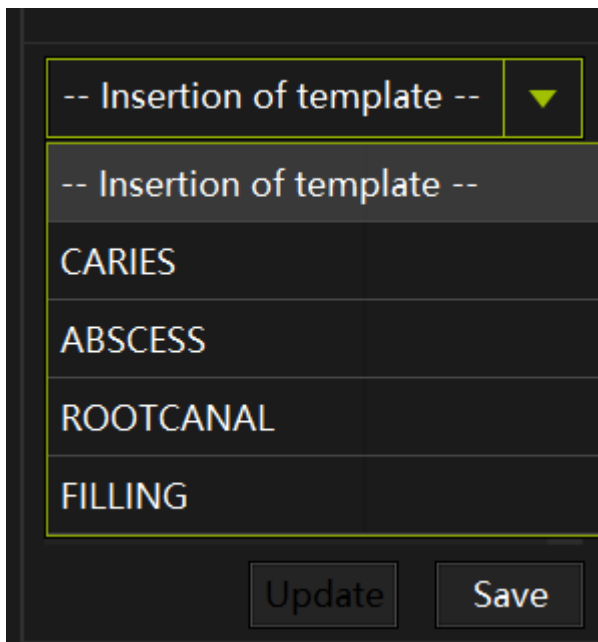 -- Insertion of template --
-- Insertion of template --
CARIES
ABSCESS
ROOTCANAL
FILLING
Update Save